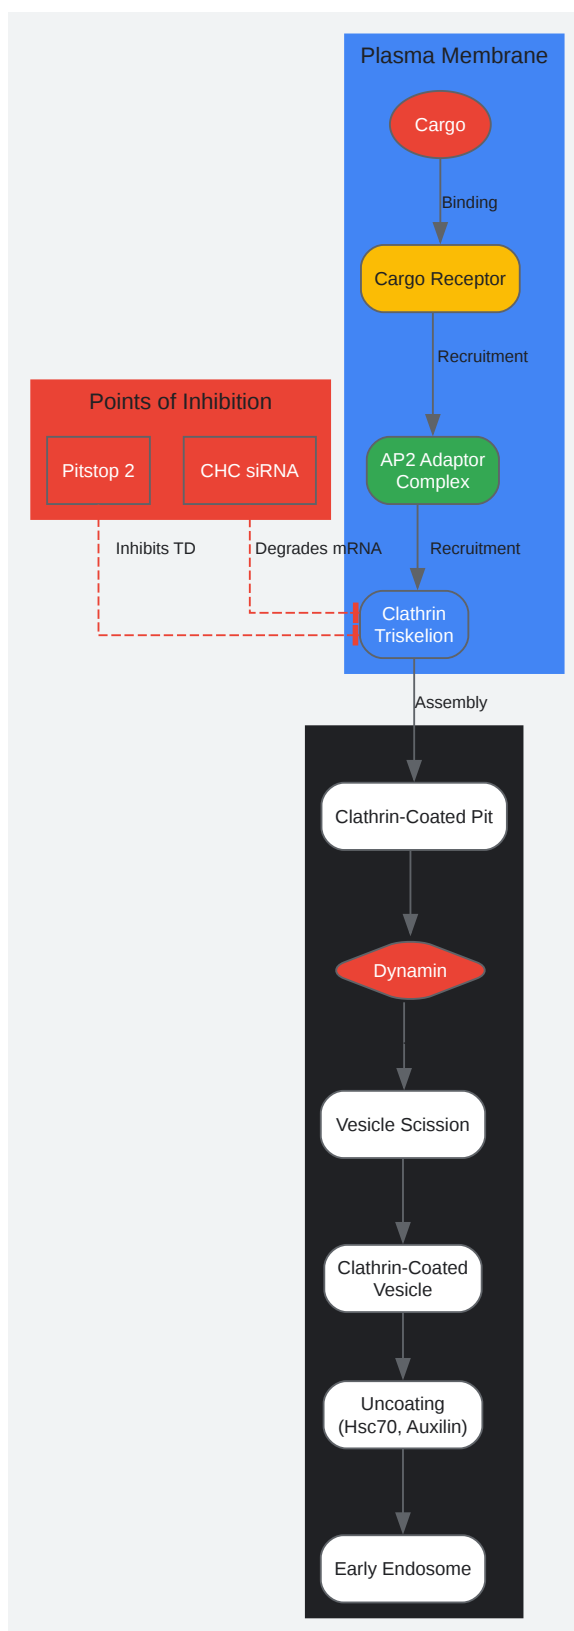 Plasma Membrane
Cargo
Binding
Cargo Receptor
Recruitment
Points of Inhibition
Pitstop 2
CHC siRNA
AP2 Adaptor
Complex
Inhibits TD
Degrades mRNA
Recruitment
Clathrin
Triskelion
Assembly
Clathrin-Coated Pit
Dynamin
Vesicle Scission
Clathrin-Coated
Vesicle
Uncoating
(Hsc70, Auxilin)
Early Endosome